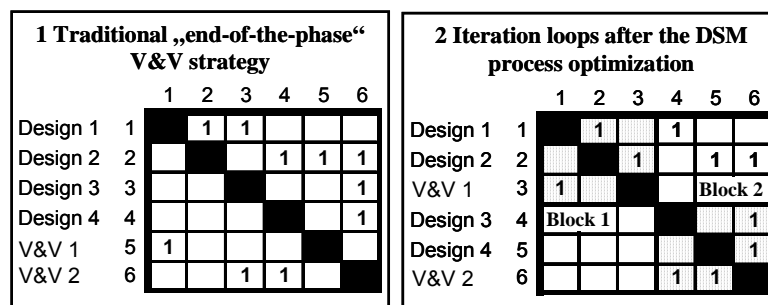 1 Traditional „end-of-the-phase“
V&V strategy
1 2 3 4 5 6
Design 1 1 1 1
Design 2 2 1 1 1
Design 3 3 1
Design 4 4 1
V&V 1 5 1
V&V 2 6 1 1
2 Iteration loops after the DSM
process optimization
1 2 3 4 5 6
Design 1 1 1 1
Design 2 2 1 1 1
V&V 1 3 1 Block 2
Design 3 4 Block 1 1
Design 4 5 1
V&V 2 6 1 1